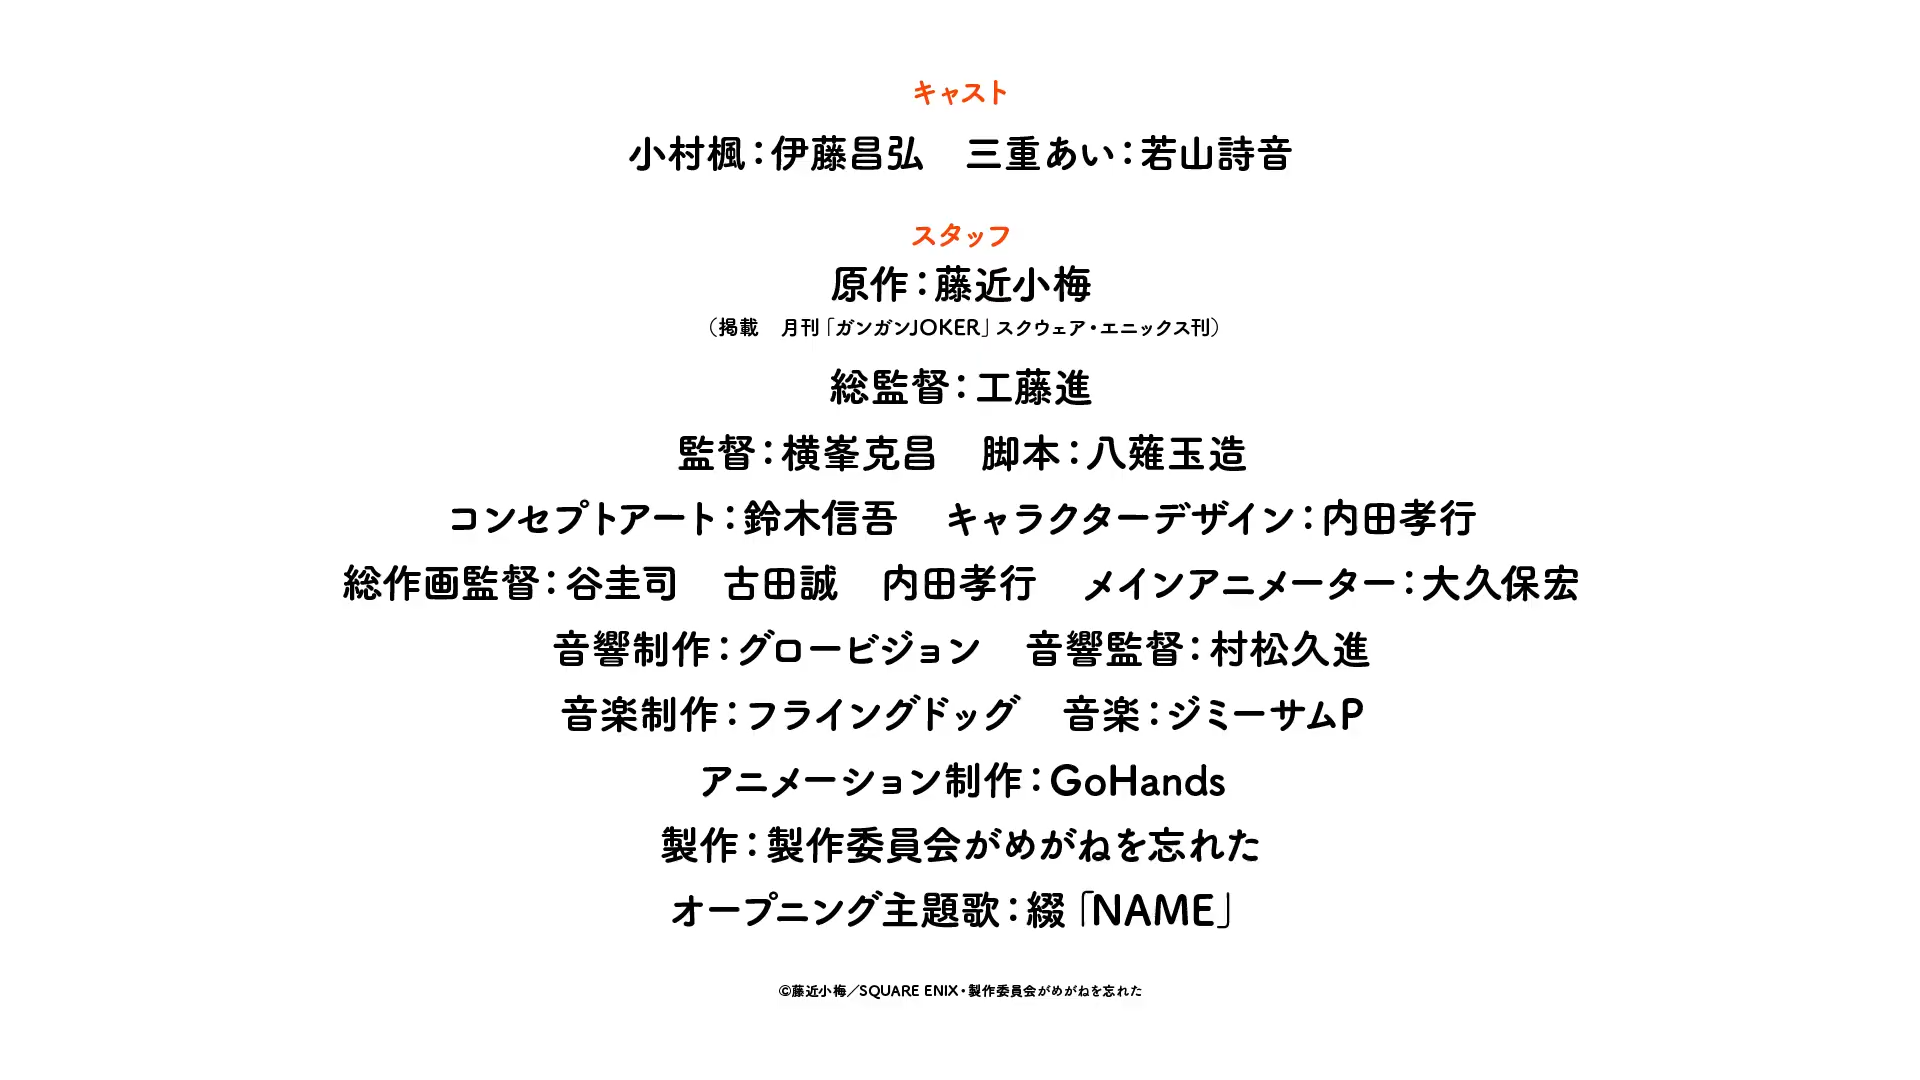 キャスト
小村楓：伊藤昌弘　三重あい：若山詩音
スタッフ
原作：藤近小梅
（掲載　月刊「ガンガンJOKER」スクウェア・エニックス刊）
総監督：工藤進
監督：横峯克昌　脚本：八薙玉造
コンセプトアート：鈴木信吾　キャラクターデザイン：内田孝行
総作画監督：谷圭司　古田誠　内田孝行　メインアニメーター：大久保宏
音響制作：グロービジョン　音響監督：村松久進
音楽制作：フライングドッグ　音楽：ジミーサムP
アニメーション制作：GoHands
製作：製作委員会がめがねを忘れた
オープニング主題歌：綴「NAME」
©藤近小梅／SQUARE ENIX・製作委員会がめがねを忘れた